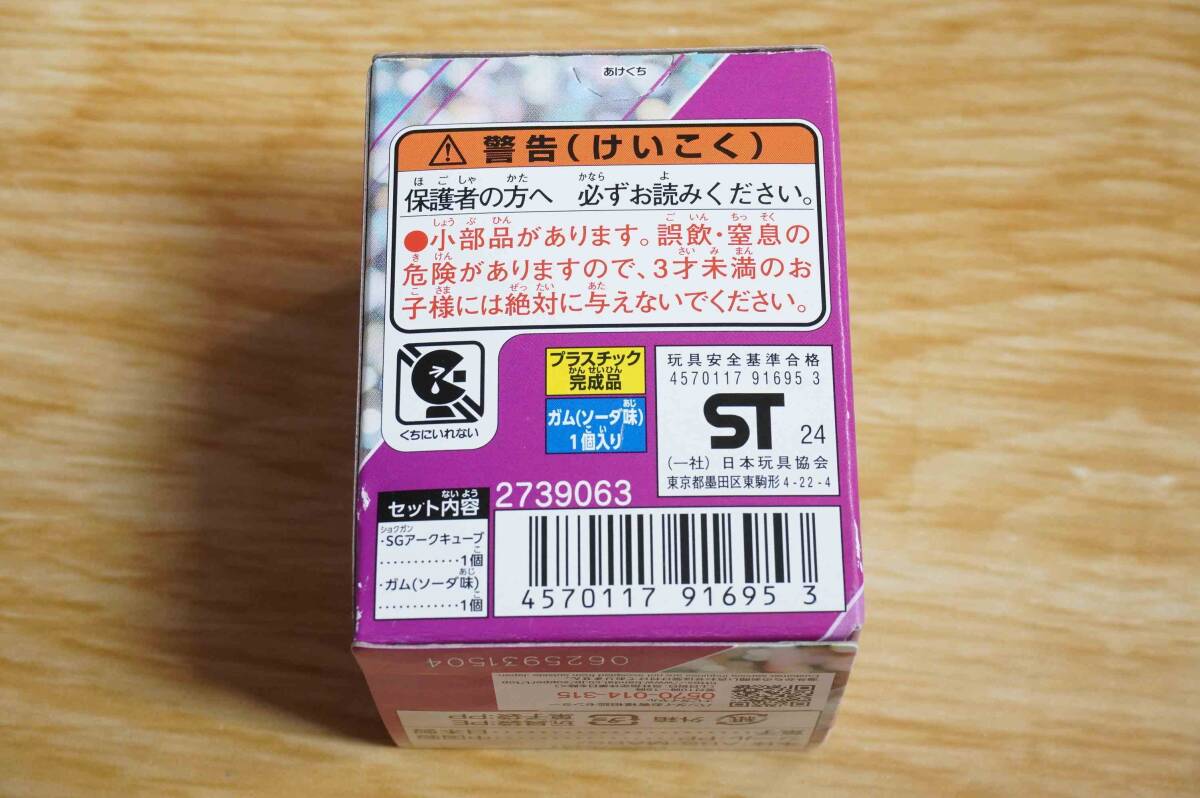 あけくち
警告(けいこく)
保護者の方へ 必ずお読みください。
●小部品があります。誤飲・窒息の
危険がありますので、3才未満のお
子様には絶対に与えないでください。
くちにいれない
プラスチック
完成品
ガム(ソーダ味)
1個入り
玩具安全基準合格
4570117 91695 3
ST 24
(一社)日本玩具協会
東京都墨田区東駒形4-22-4
セット内容
・SGアークキューブ
…………1個
・ガム(ソーダ味)
…………1個
2739063
4570117 91695 3
0625931504
0570-014-315